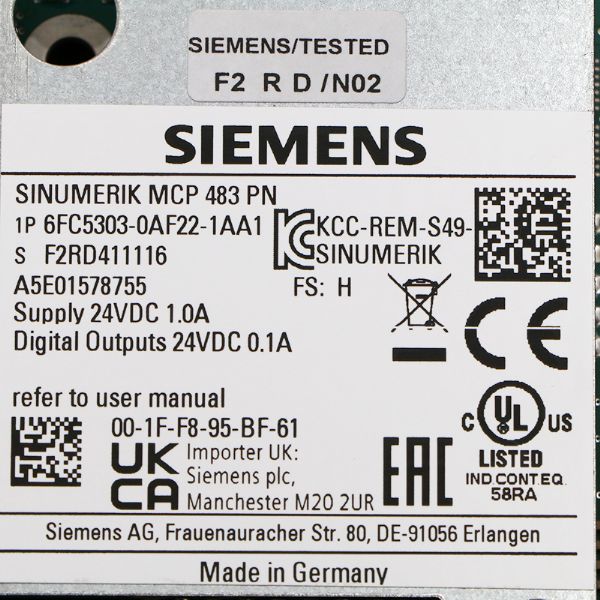 SIEMENS/TESTED
F2 R D /N02
SIEMENS
SINUMERIK MCP 483 PN
1P 6FC5303-0AF22-1AA1
KCC-REM-S49-
S F2RD411116
SINUMERIK
A5E01578755
FS: H
Supply 24VDC 1.0A
Digital Outputs 24VDC 0.1A
CE
refer to user manual
00-1F-F8-95-BF-61
C UL US
LISTED
IND CONT.EQ.
58RA
UK
CA
Importer UK:
Siemens plc,
Manchester M20 2UR
EAC
Siemens AG, Frauenauracher Str. 80, DE-91056 Erlangen
Made in Germany